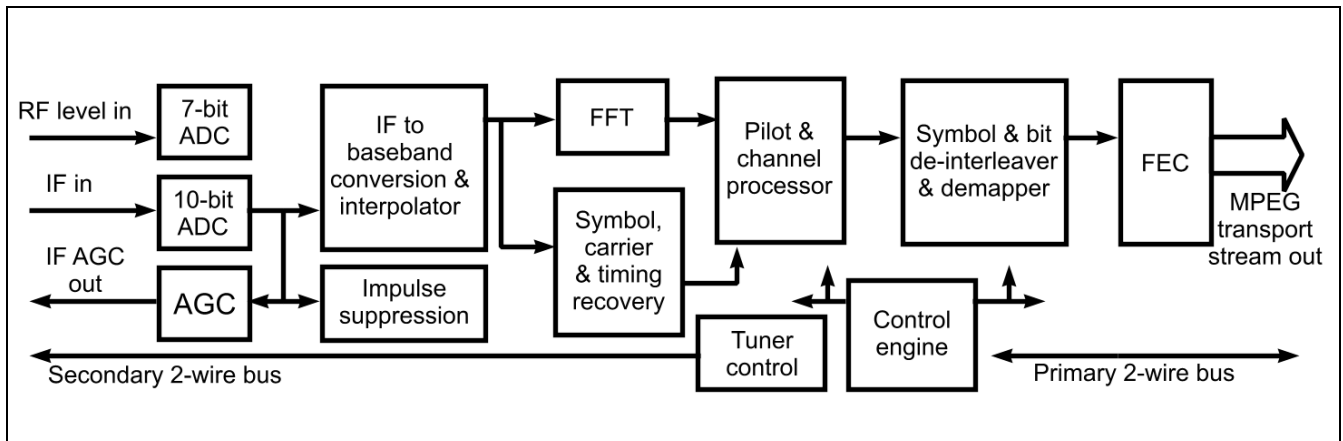 RF level in
7-bit
ADC
IF in
10-bit
ADC
IF AGC
out
AGC
IF to
baseband
conversion &
interpolator
Impulse
suppression
FFT
Symbol,
carrier
& timing
recovery
Pilot &
channel
processor
Symbol & bit
de-interleaver
& demapper
FEC
MPEG
transport
stream out
Tuner
control
Control
engine
Secondary 2-wire bus
Primary 2-wire bus